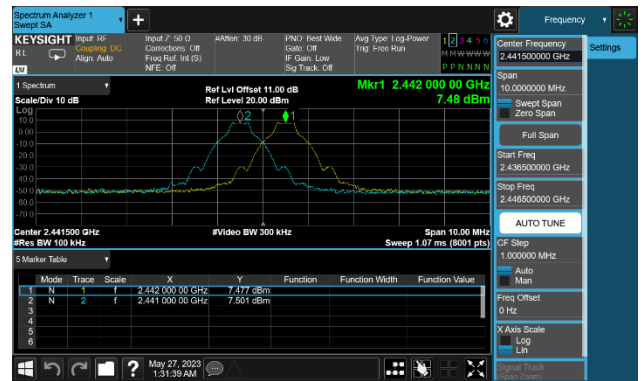 Spectrum Analyzer 1
Swept SA
+
Frequency
KEYSIGHT
RL
LXI
Input: RF
Coupling: DC
Align: Auto
Input Z: 50 Ω
Corrections: Off
Freq Ref: Int (S)
NFE: Off
#Atten: 30 dB
PNO: Best Wide
Gate: Off
IF Gain: Low
Sig Track: Off
Avg Type: Log-Power
Trig: Free Run
1 2 3 4 5 6
M M W W W W
P P N N N N
1 Spectrum
Scale/Div 10 dB
Ref Lvl Offset 11.00 dB
Ref Level 20.00 dBm
Mkr1 2.442 000 00 GHz
7.48 dBm
Log
10.0
0.00
-10.0
-20.0
-30.0
-40.0
-50.0
-60.0
-70.0
2
1
Center 2.441500 GHz
#Res BW 100 kHz
#Video BW 300 kHz
Span 10.00 MHz
Sweep 1.07 ms (8001 pts)
5 Marker Table
Mode Trace Scale X Y Function Function Width Function Value
1 N 1 f 2.442 000 00 GHz 7.477 dBm
2 N 2 f 2.441 000 00 GHz 7.501 dBm
3
4
5
6
?
May 27, 2023
1:31:39 AM
Center Frequency
2.441500000 GHz
Settings
Span
10.0000000 MHz
Swept Span
Zero Span
Full Span
Start Freq
2.436500000 GHz
Stop Freq
2.446500000 GHz
AUTO TUNE
CF Step
1.000000 MHz
Auto
Man
Freq Offset
0 Hz
X Axis Scale
Log
Lin
Signal Track
(Span Zoom)